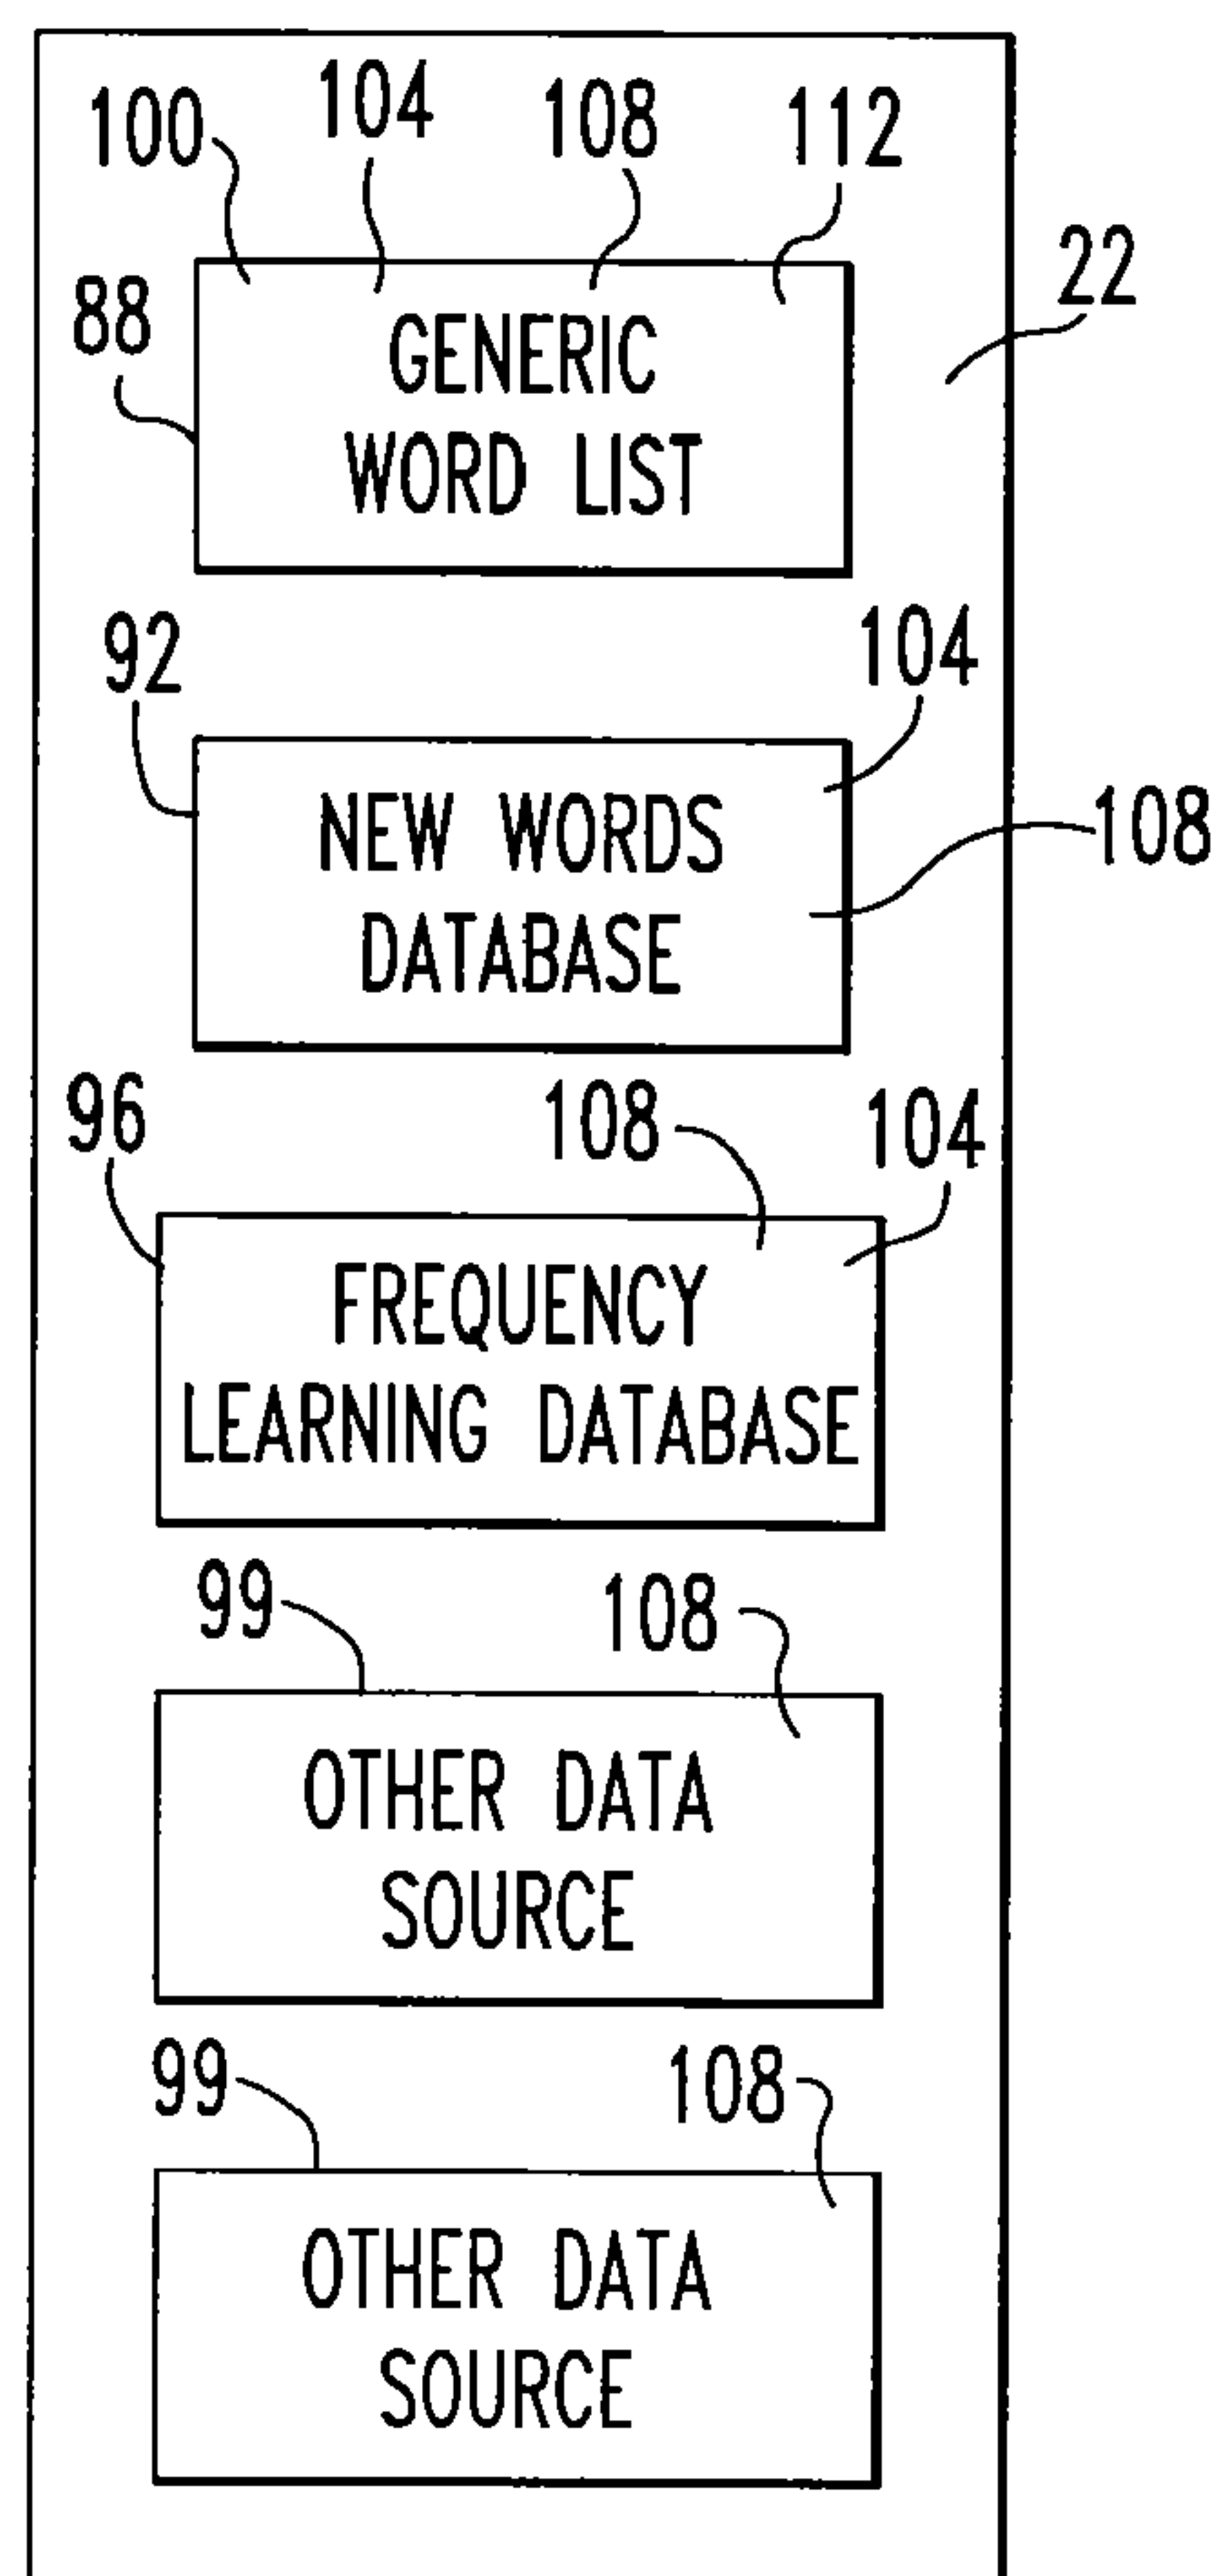 100 104 108 112
22
88
GENERIC
WORD LIST
92 104
108
NEW WORDS
DATABASE
96 108 104
FREQUENCY
LEARNING DATABASE
99 108
OTHER DATA
SOURCE
99 108
OTHER DATA
SOURCE